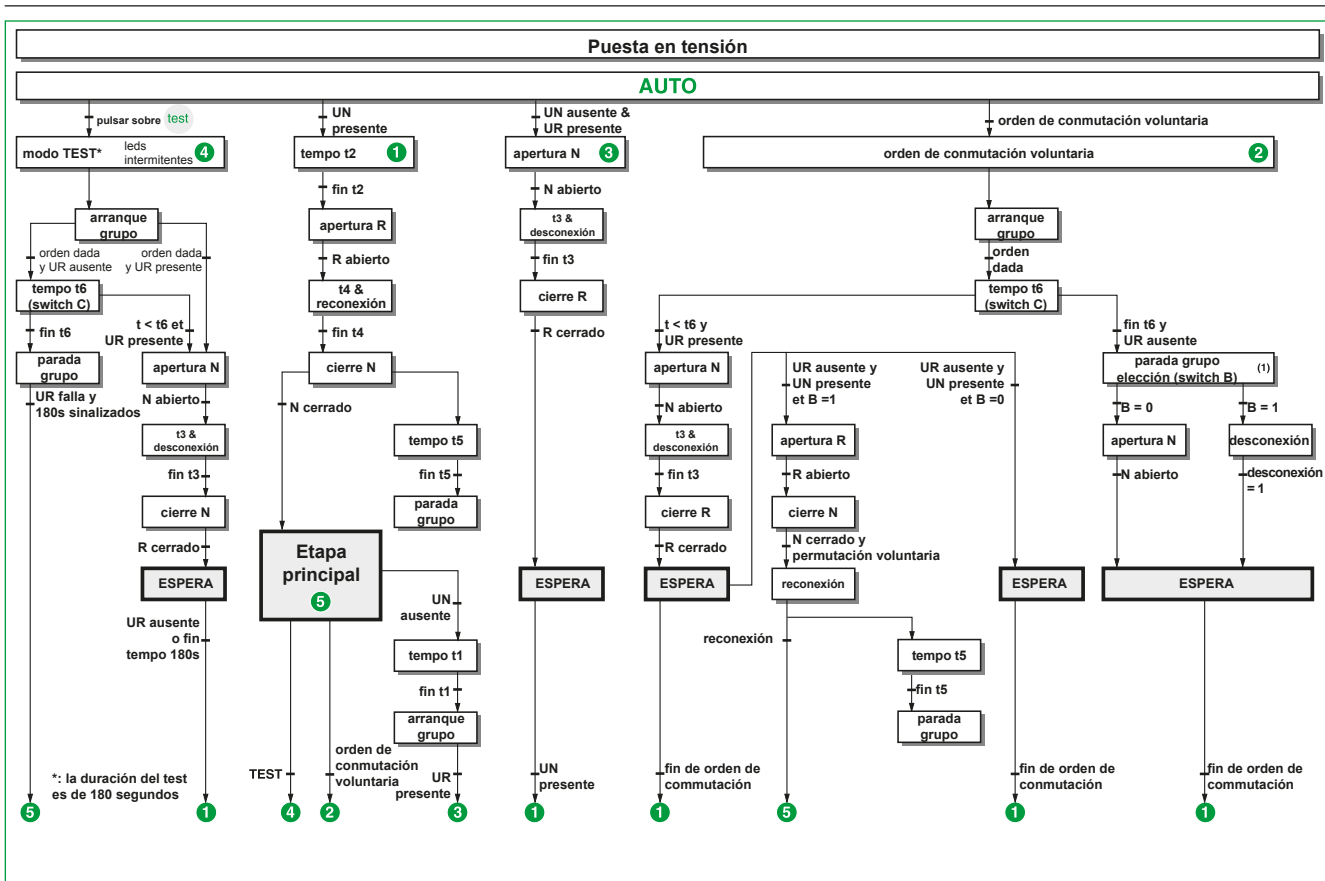 Puesta en tensión
AUTO
pulsar sobre test
UN
presente
UN ausente &
UR presente
orden de conmutación voluntaria
modo TEST*
leds
intermitentes
4
tempo t2
1
apertura N
3
orden de conmutación voluntaria
2
fin t2
N abierto
arranque
grupo
apertura R
t3 &
desconexión
arranque
grupo
orden dada
y UR ausente
orden dada
y UR presente
R abierto
fin t3
orden
dada
tempo t6
(switch C)
t4 &
reconexión
cierre R
tempo t6
(switch C)
fin t6
t < t6 et
UR presente
fin t4
R cerrado
t < t6 y
UR presente
fin t6 y
UR ausente
parada
grupo
apertura N
cierre N
apertura N
UR ausente y
UN presente
et B =1
UR ausente y
UN presente
et B =0
parada grupo
elección (switch B)
(1)
UR falla y
180s sinalizados
N abierto
N cerrado
N abierto
B = 0
B = 1
t3 &
desconexión
tempo t5
t3 &
desconexión
apertura R
apertura N
desconexión
fin t3
fin t5
fin t3
R abierto
N abierto
desconexión
= 1
cierre N
parada
grupo
cierre R
cierre N
R cerrado
Etapa
principal
5
R cerrado
N cerrado y
permutación voluntaria
ESPERA
ESPERA
ESPERA
reconexión
ESPERA
ESPERA
UR ausente
o fin
tempo 180s
UN
ausente
reconexión
tempo t1
tempo t5
fin t1
fin t5
arranque
grupo
parada
grupo
*: la duración del test
es de 180 segundos
TEST
orden de
conmutación
voluntaria
UR
presente
UN
presente
fin de orden de
commutación
fin de orden de
conmutación
fin de orden de
conmutación
5
1
4
2
3
1
1
5
1
1